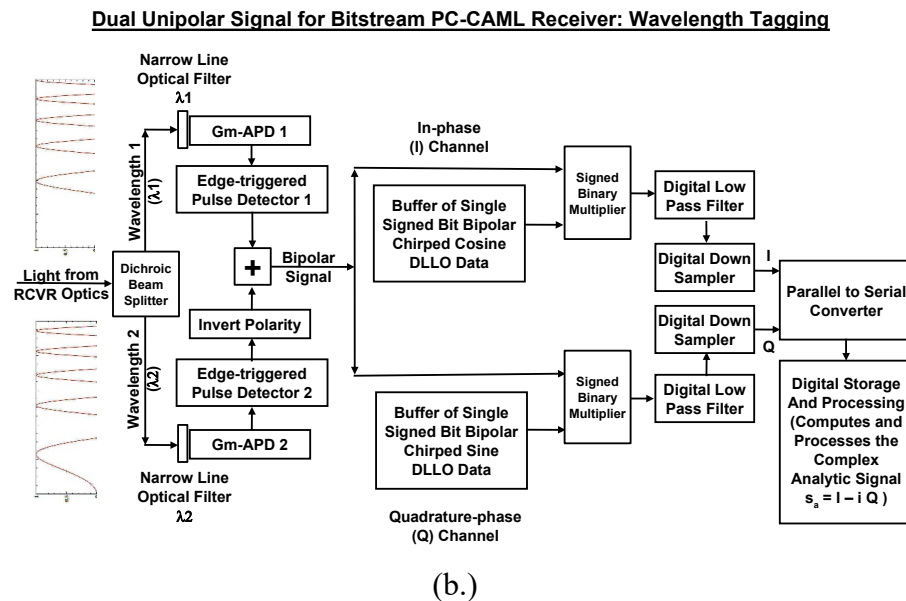 Dual Unipolar Signal for Bitstream PC-CAML Receiver: Wavelength Tagging
Narrow Line
Optical Filter
λ1
Gm-APD 1
Edge-triggered
Pulse Detector 1
Wavelength 1
(λ1)
Light from
RCVR Optics
Dichroic
Beam
Splitter
+
Bipolar
Signal
Invert Polarity
Wavelength 2
(λ2)
Edge-triggered
Pulse Detector 2
Gm-APD 2
Narrow Line
Optical Filter
λ2
In-phase
(I) Channel
Buffer of Single
Signed Bit Bipolar
Chirped Cosine
DLLO Data
Signed
Binary
Multiplier
Digital Low
Pass Filter
Digital Down
Sampler
I
Buffer of Single
Signed Bit Bipolar
Chirped Sine
DLLO Data
Quadrature-phase
(Q) Channel
Signed
Binary
Multiplier
Digital Low
Pass Filter
Digital Down
Sampler
Q
Parallel to Serial
Converter
Digital Storage
And Processing
(Computes and
Processes the
Complex
Analytic Signal
sₐ = I – i Q )
(b.)